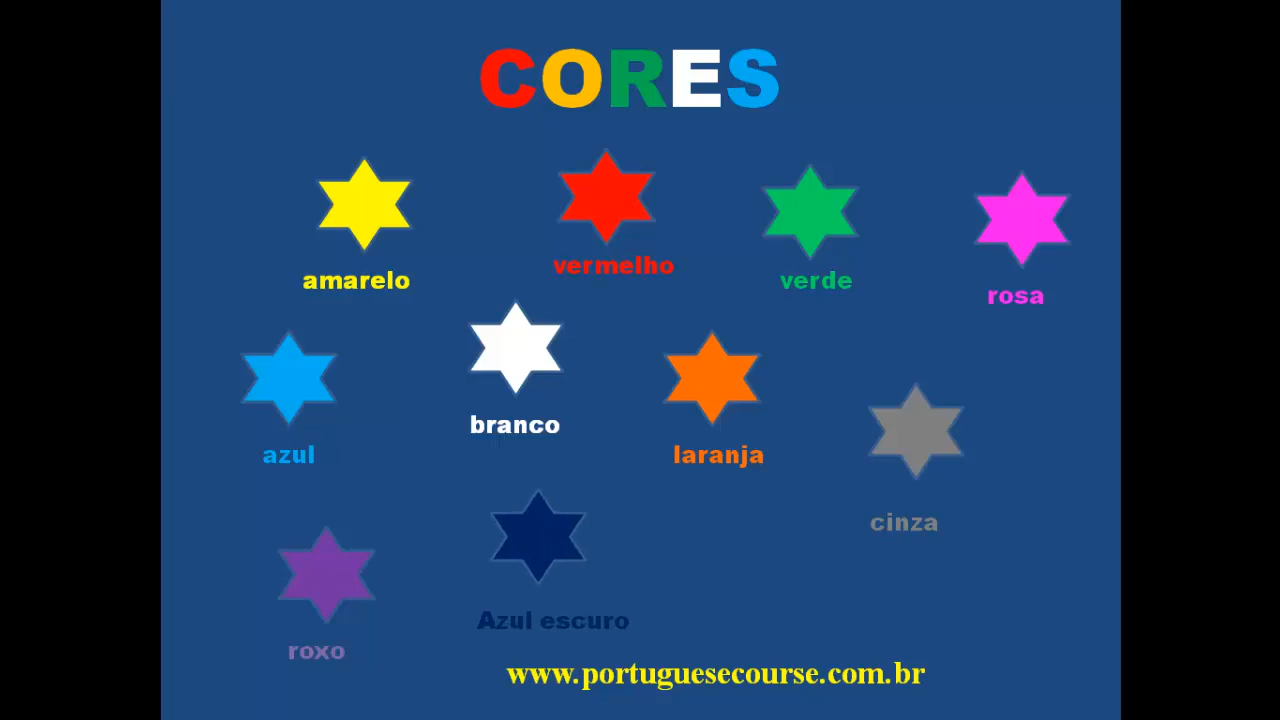 CORES
amarelo
vermelho
verde
rosa
azul
branco
laranja
cinza
roxo
Azul escuro
www.portuguesecourse.com.br